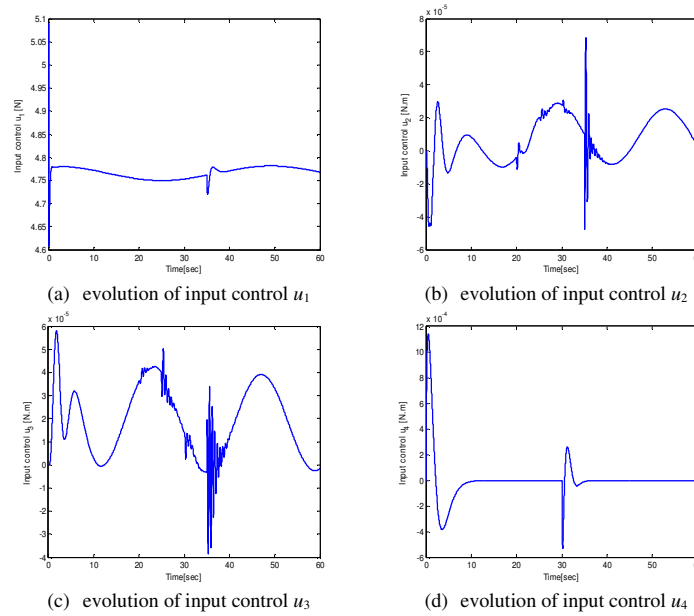 5.1
5.05
5
4.95
4.9
4.85
4.8
4.75
4.7
4.65
4.6
Input control u1 [N]
0 10 20 30 40 50 60
Time[sec]
(a) evolution of input control u1
x 10-5
8
6
4
2
0
-2
-4
-6
Input control u2 [N.m]
0 10 20 30 40 50 60
Time[sec]
(b) evolution of input control u2
x 10-5
6
5
4
3
2
1
0
-1
-2
-3
-4
Input control u3 [N.m]
0 10 20 30 40 50 60
Time[sec]
(c) evolution of input control u3
x 10-4
12
10
8
6
4
2
0
-2
-4
-6
Input control u4 [N.m]
0 10 20 30 40 50 60
Time[sec]
(d) evolution of input control u4